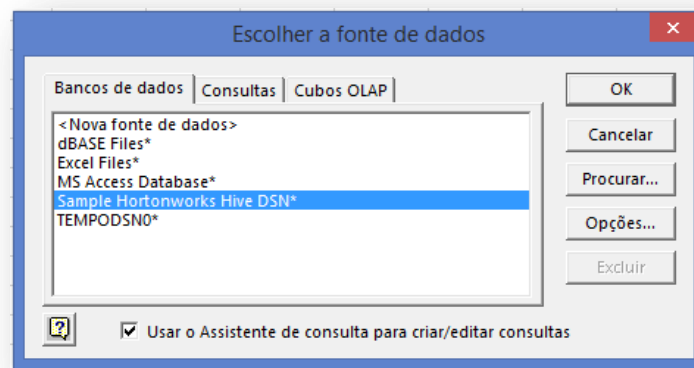 Escolher a fonte de dados
×
Bancos de dados
Consultas
Cubos OLAP
<Nova fonte de dados>
dBASE Files*
Excel Files*
MS Access Database*
Sample Hortonworks Hive DSN*
TEMPODSN0*
OK
Cancelar
Procurar...
Opções...
Excluir
?
Usar o Assistente de consulta para criar/editar consultas